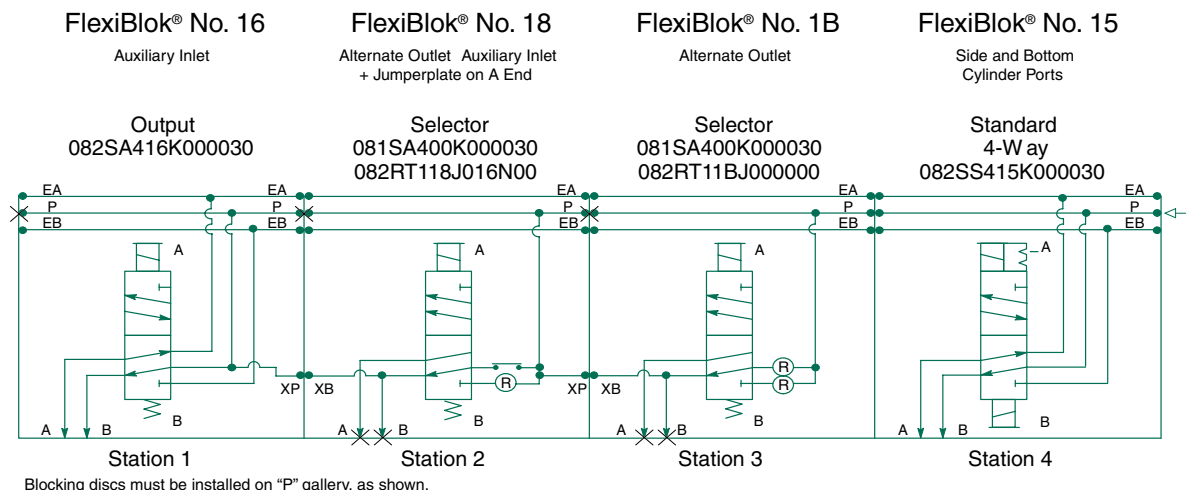 FlexiBlok® No. 16
Auxiliary Inlet
FlexiBlok® No. 18
Alternate Outlet Auxiliary Inlet
+ Jumperplate on A End
FlexiBlok® No. 1B
Alternate Outlet
FlexiBlok® No. 15
Side and Bottom
Cylinder Ports
Output
082SA416K000030
Selector
081SA400K000030
082RT118J016N00
Selector
081SA400K000030
082RT11BJ000000
Standard
4-W ay
082SS415K000030
EA EA EA EA
P P P P
EB EB EB EB
A A A A
R R
R
XP XB XP XB
B B B B
A B A B A B A B
Station 1 Station 2 Station 3 Station 4
Blocking discs must be installed on “P” gallery, as shown.